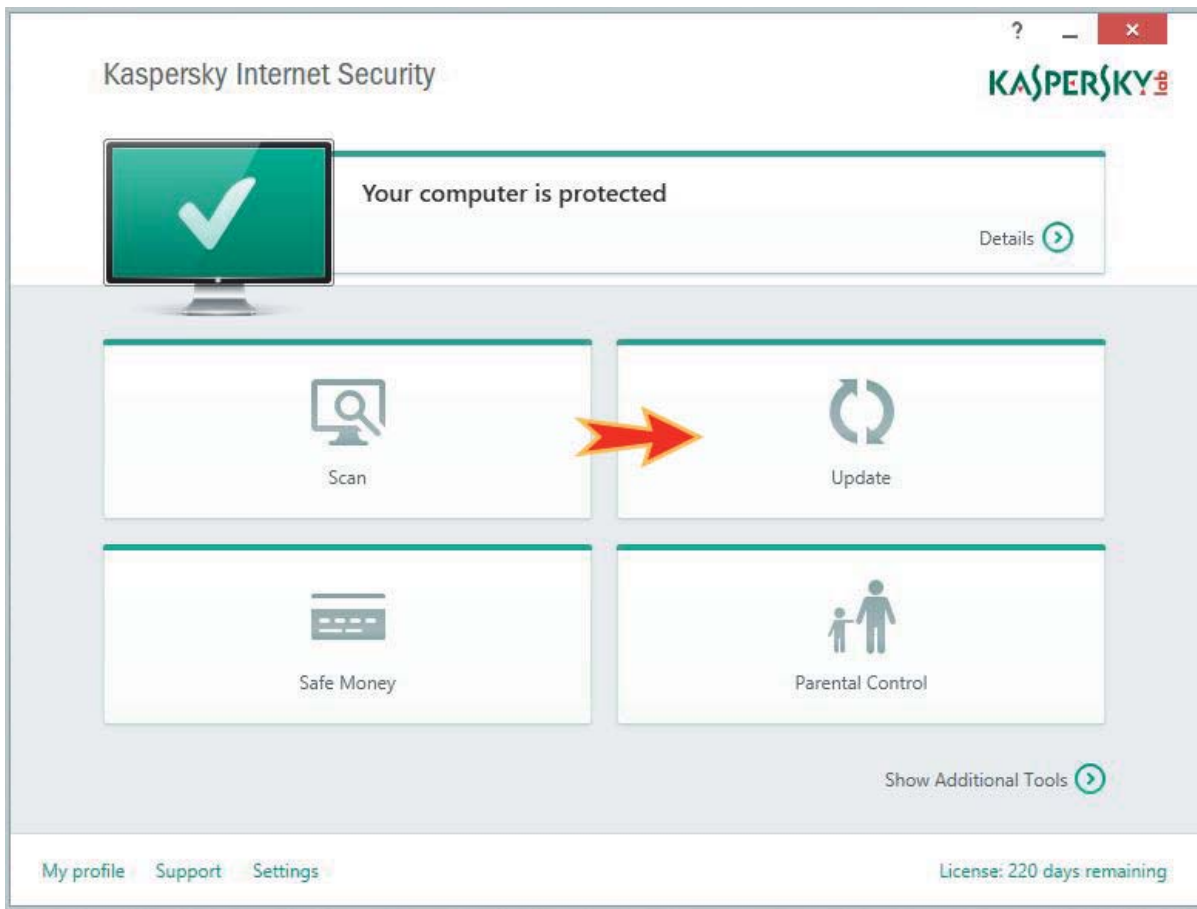 ?
Kaspersky Internet Security
KASPERSKY lab
Your computer is protected
Details
Scan
Update
Safe Money
Parental Control
Show Additional Tools
My profile Support Settings
License: 220 days remaining